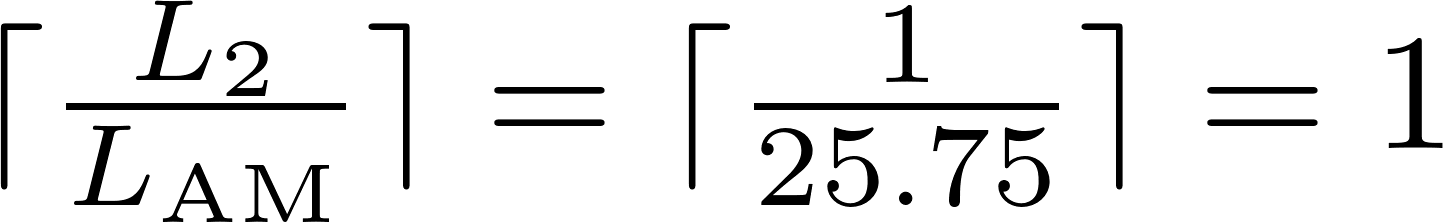 ⌈L₂/L_AM⌉ = ⌈1/25.75⌉ = 1